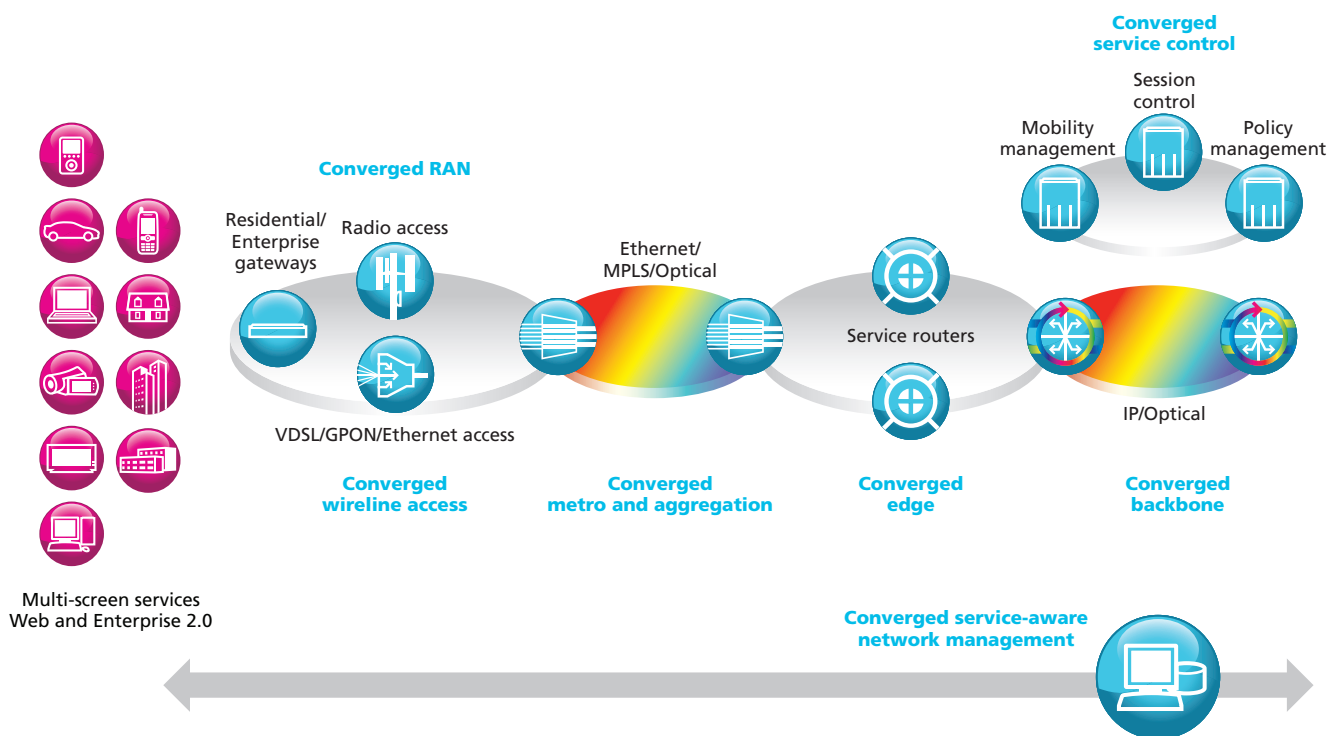 Converged
service control
Session
control
Mobility
management
Policy
management
Converged RAN
Residential/
Enterprise
gateways
Radio access
Ethernet/
MPLS/Optical
Service routers
VDSL/GPON/Ethernet access
IP/Optical
Converged
wireline access
Converged
metro and aggregation
Converged
edge
Converged
backbone
Multi-screen services
Web and Enterprise 2.0
Converged service-aware
network management